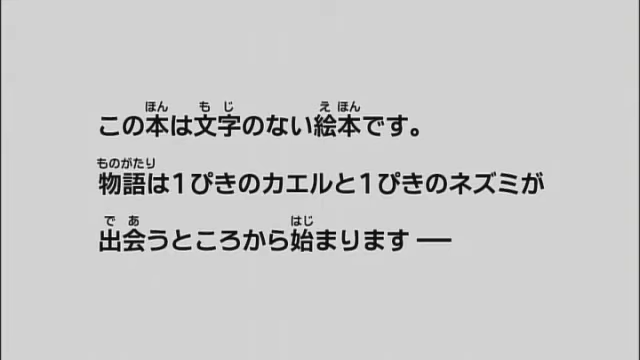 この本は文字のない絵本です。
物語は1ぴきのカエルと1ぴきのネズミが
出会うところから始まります ──